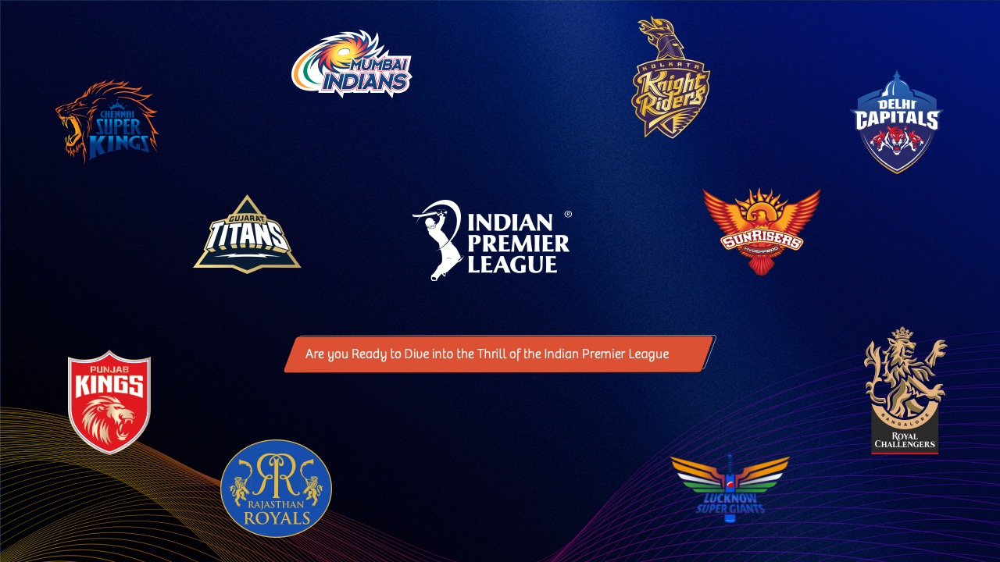 MUMBAI
INDIANS
KOLKATA
Knight
Riders
CHENNAI
SUPER
KINGS
DELHI
CAPITALS
GUJARAT
TITANS
INDIAN ®
PREMIER
LEAGUE
SUNRISERS
HYDERABAD
Are you Ready to Dive into the Thrill of the Indian Premier League
PUNJAB
KINGS
BANGALORE
ROYAL
CHALLENGERS
RR
RAJASTHAN
ROYALS
LUCKNOW
SUPER GIANTS